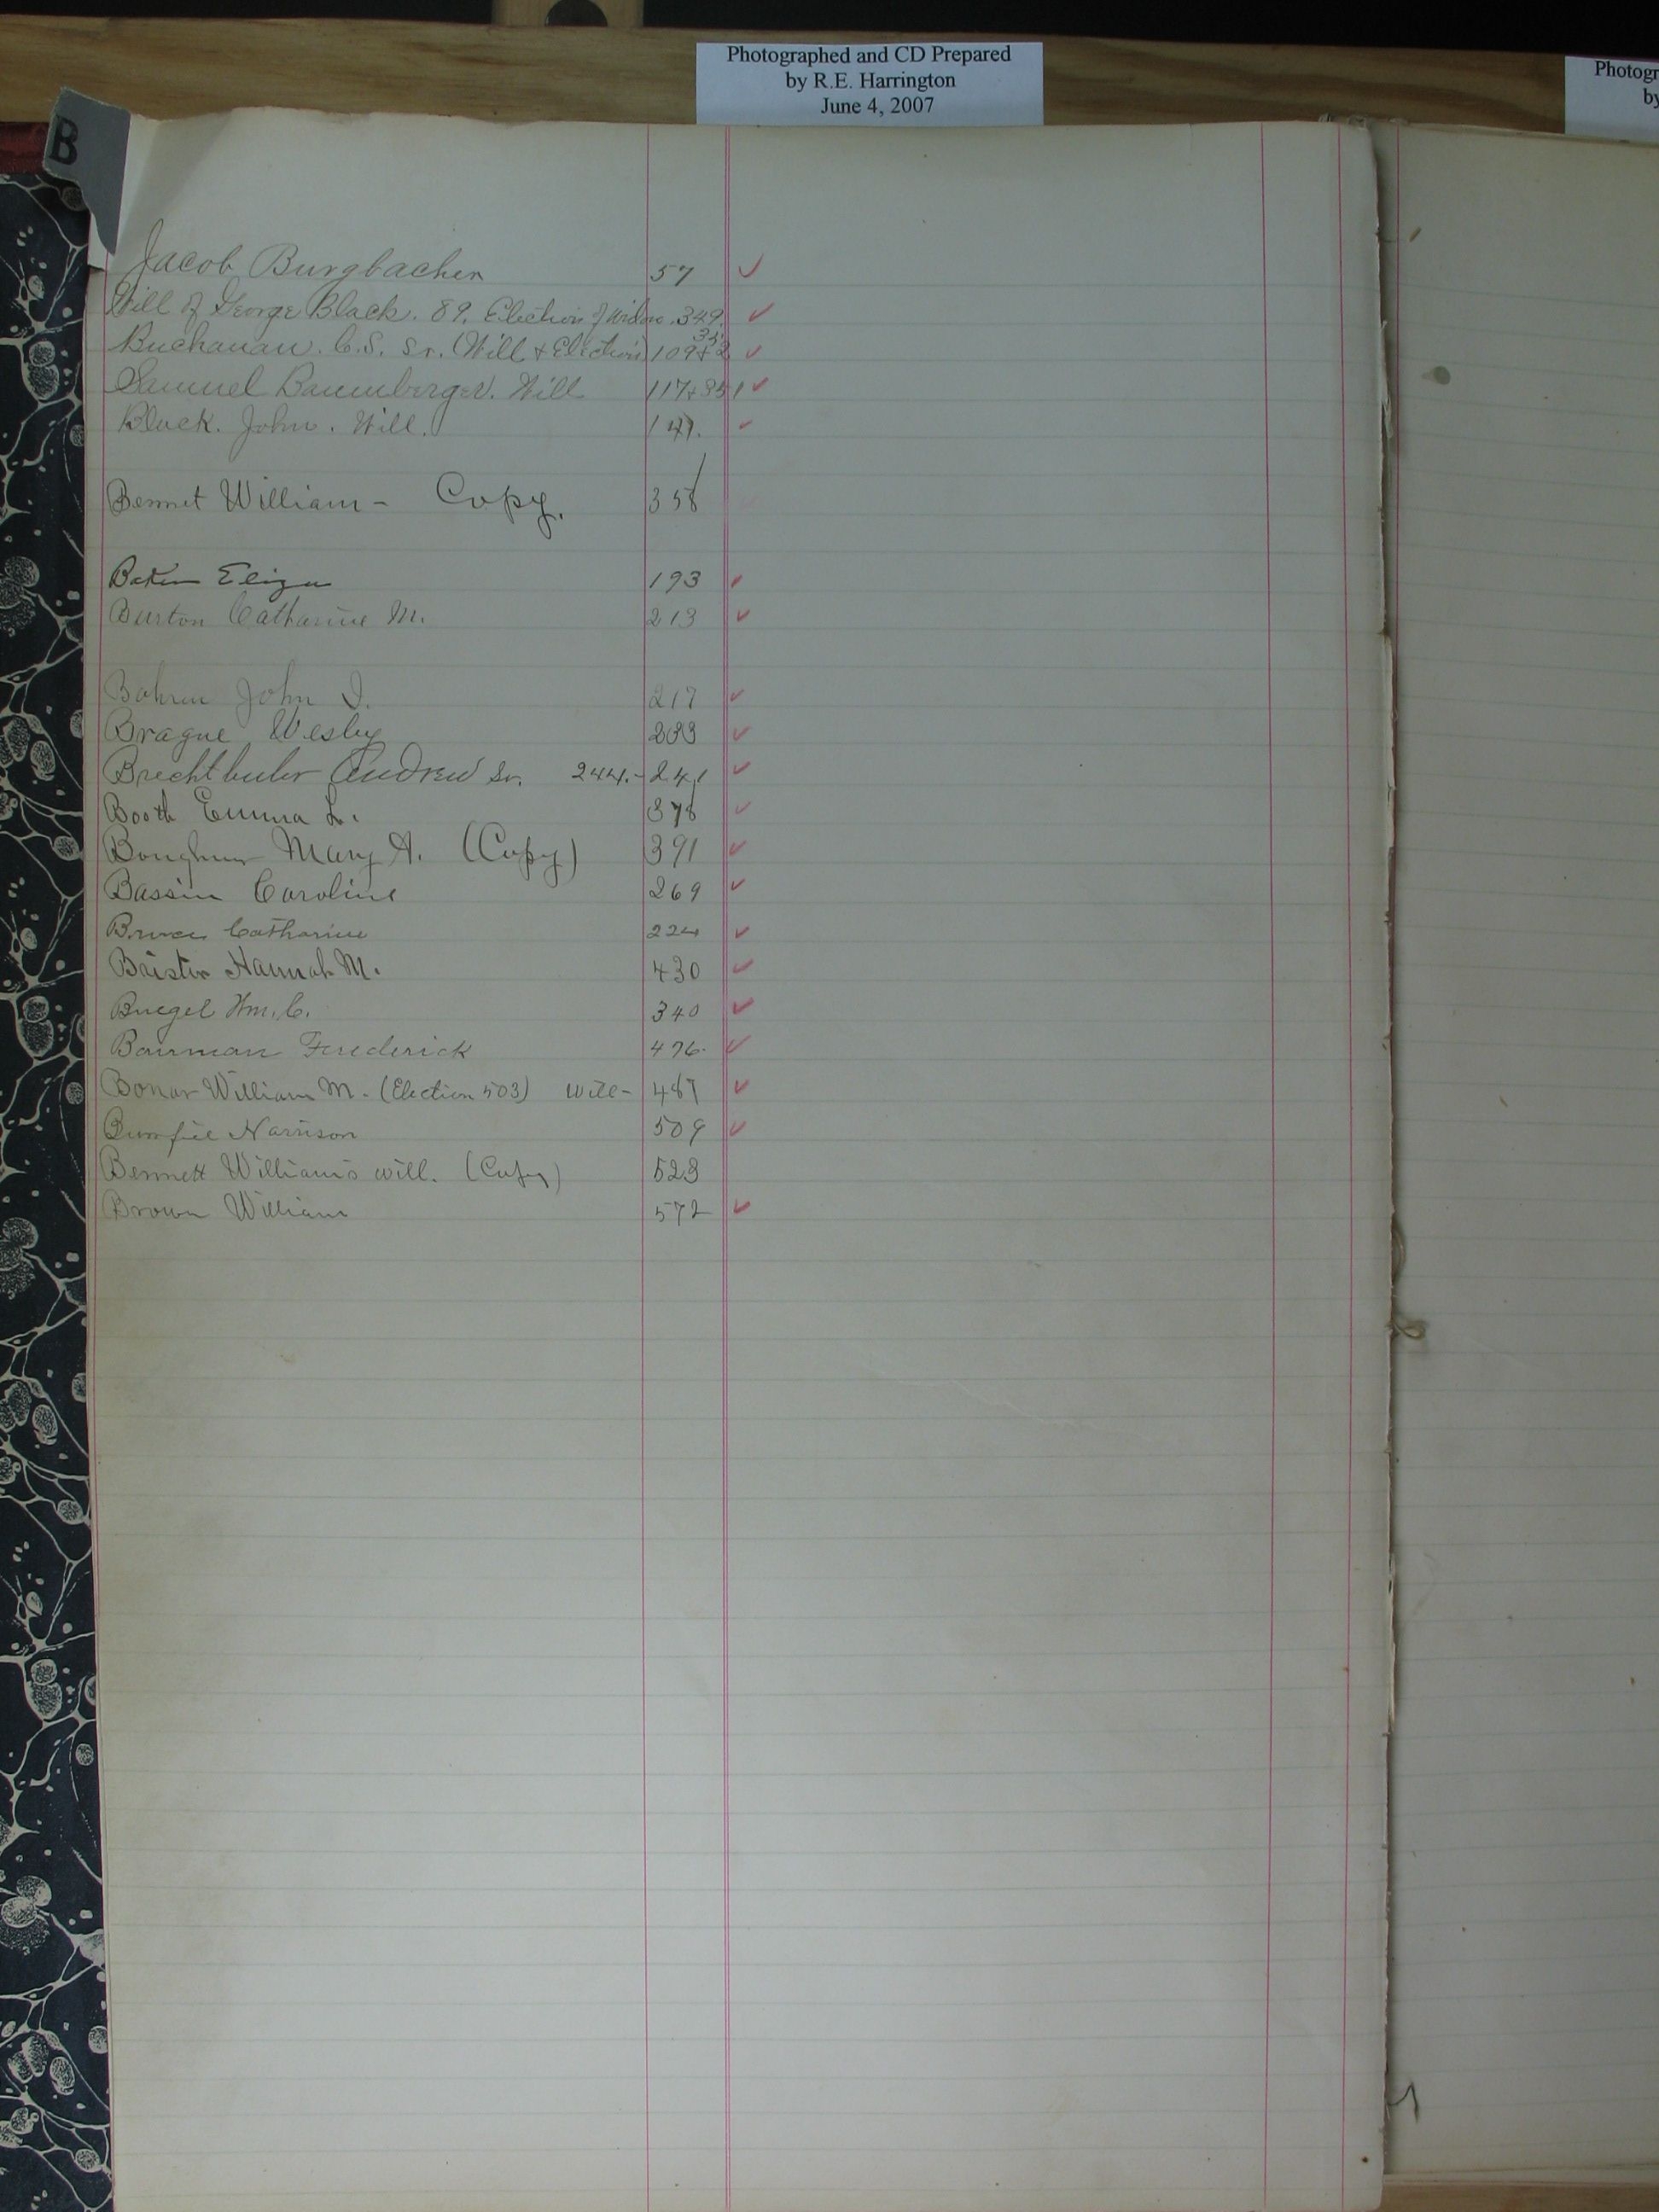 Photographed and CD Prepared
by R.E. Harrington
June 4, 2007
Photogr
by
B
Jacob Burgbacher 57 ✓
Will of George Black. 89. Election of widow. 349. ✓
Buchanan. C.S. Sr. (Will & Election) 109 & 352 ✓
Samuel Baumberger. Will 117 & 351 ✓
Black. John. Will. 147. ✓
Bennet William - Copy. 358
Baker Eliza 193 ✓
Burton Catharine M. 213 ✓
Bohren John I. 217 ✓
Brague Wesley 233 ✓
Brechtbuler Andrew Sr. 244.- 241 ✓
Booth Emma L. 378 ✓
Mary A. (Copy) 391 ✓
Bassin Caroline 269 ✓
Bruce Catharine 224 ✓
Brister Hannah M. 430 ✓
Buegel Wm. C. 340 ✓
Bauman Frederick 476. ✓
Bonar William M. - (Election 503) Will - 487 ✓
Harrison 509 ✓
Bennett William's will. (Copy) 523
Brown William 572 ✓